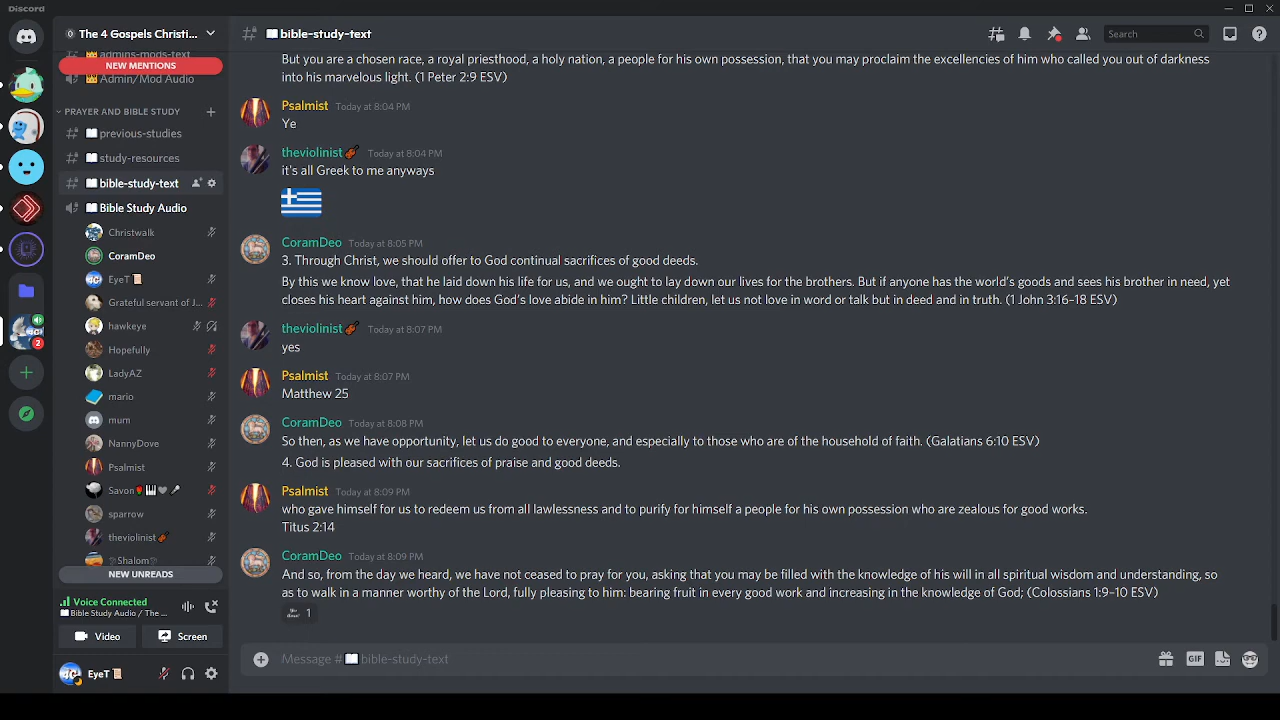 Discord
The 4 Gospels Christi...
bible-study-text
Search
admins-mods-text
NEW MENTIONS
Admin/Mod Audio
PRAYER AND BIBLE STUDY
previous-studies
study-resources
bible-study-text
Bible Study Audio
Christwalk
CoramDeo
EyeT
Grateful servant of J...
hawkeye
Hopefully
LadyAZ
mario
mum
NannyDove
Psalmist
Savon
sparrow
theviolinist
Shalom
NEW UNREADS
Voice Connected
Bible Study Audio / The ...
Video
Screen
EyeT
2
But you are a chosen race, a royal priesthood, a holy nation, a people for his own possession, that you may proclaim the excellencies of him who called you out of darkness
into his marvelous light. (1 Peter 2:9 ESV)
Psalmist Today at 8:04 PM
Ye
theviolinist Today at 8:04 PM
it's all Greek to me anyways
CoramDeo Today at 8:05 PM
3. Through Christ, we should offer to God continual sacrifices of good deeds.
By this we know love, that he laid down his life for us, and we ought to lay down our lives for the brothers. But if anyone has the world's goods and sees his brother in need, yet
closes his heart against him, how does God's love abide in him? Little children, let us not love in word or talk but in deed and in truth. (1 John 3:16–18 ESV)
theviolinist Today at 8:07 PM
yes
Psalmist Today at 8:07 PM
Matthew 25
CoramDeo Today at 8:08 PM
So then, as we have opportunity, let us do good to everyone, and especially to those who are of the household of faith. (Galatians 6:10 ESV)
4. God is pleased with our sacrifices of praise and good deeds.
Psalmist Today at 8:09 PM
who gave himself for us to redeem us from all lawlessness and to purify for himself a people for his own possession who are zealous for good works.
Titus 2:14
CoramDeo Today at 8:09 PM
And so, from the day we heard, we have not ceased to pray for you, asking that you may be filled with the knowledge of his will in all spiritual wisdom and understanding, so
as to walk in a manner worthy of the Lord, fully pleasing to him: bearing fruit in every good work and increasing in the knowledge of God; (Colossians 1:9–10 ESV)
1
Message # bible-study-text
GIF